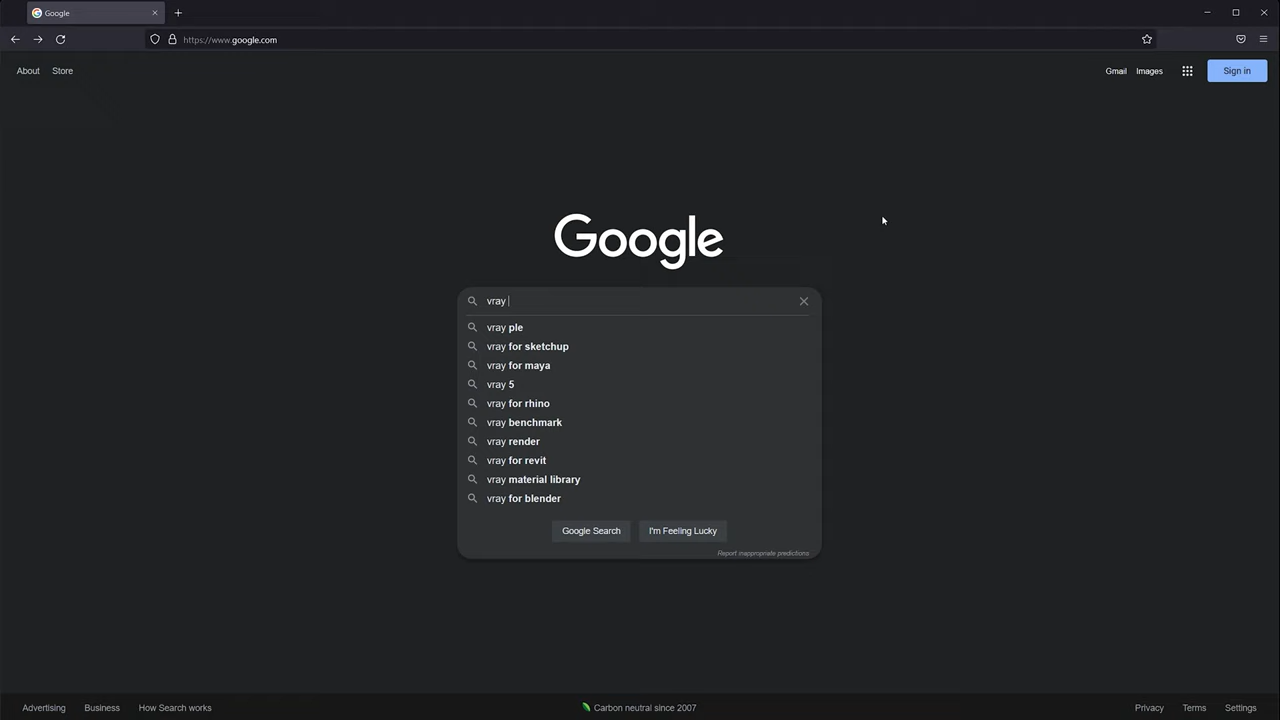 Google
https://www.google.com
About Store
Gmail Images Sign in
Google
vray
vray ple
vray for sketchup
vray for maya
vray 5
vray for rhino
vray benchmark
vray render
vray for revit
vray material library
vray for blender
Google Search I'm Feeling Lucky
Report inappropriate predictions
Advertising Business How Search works Carbon neutral since 2007 Privacy Terms Settings